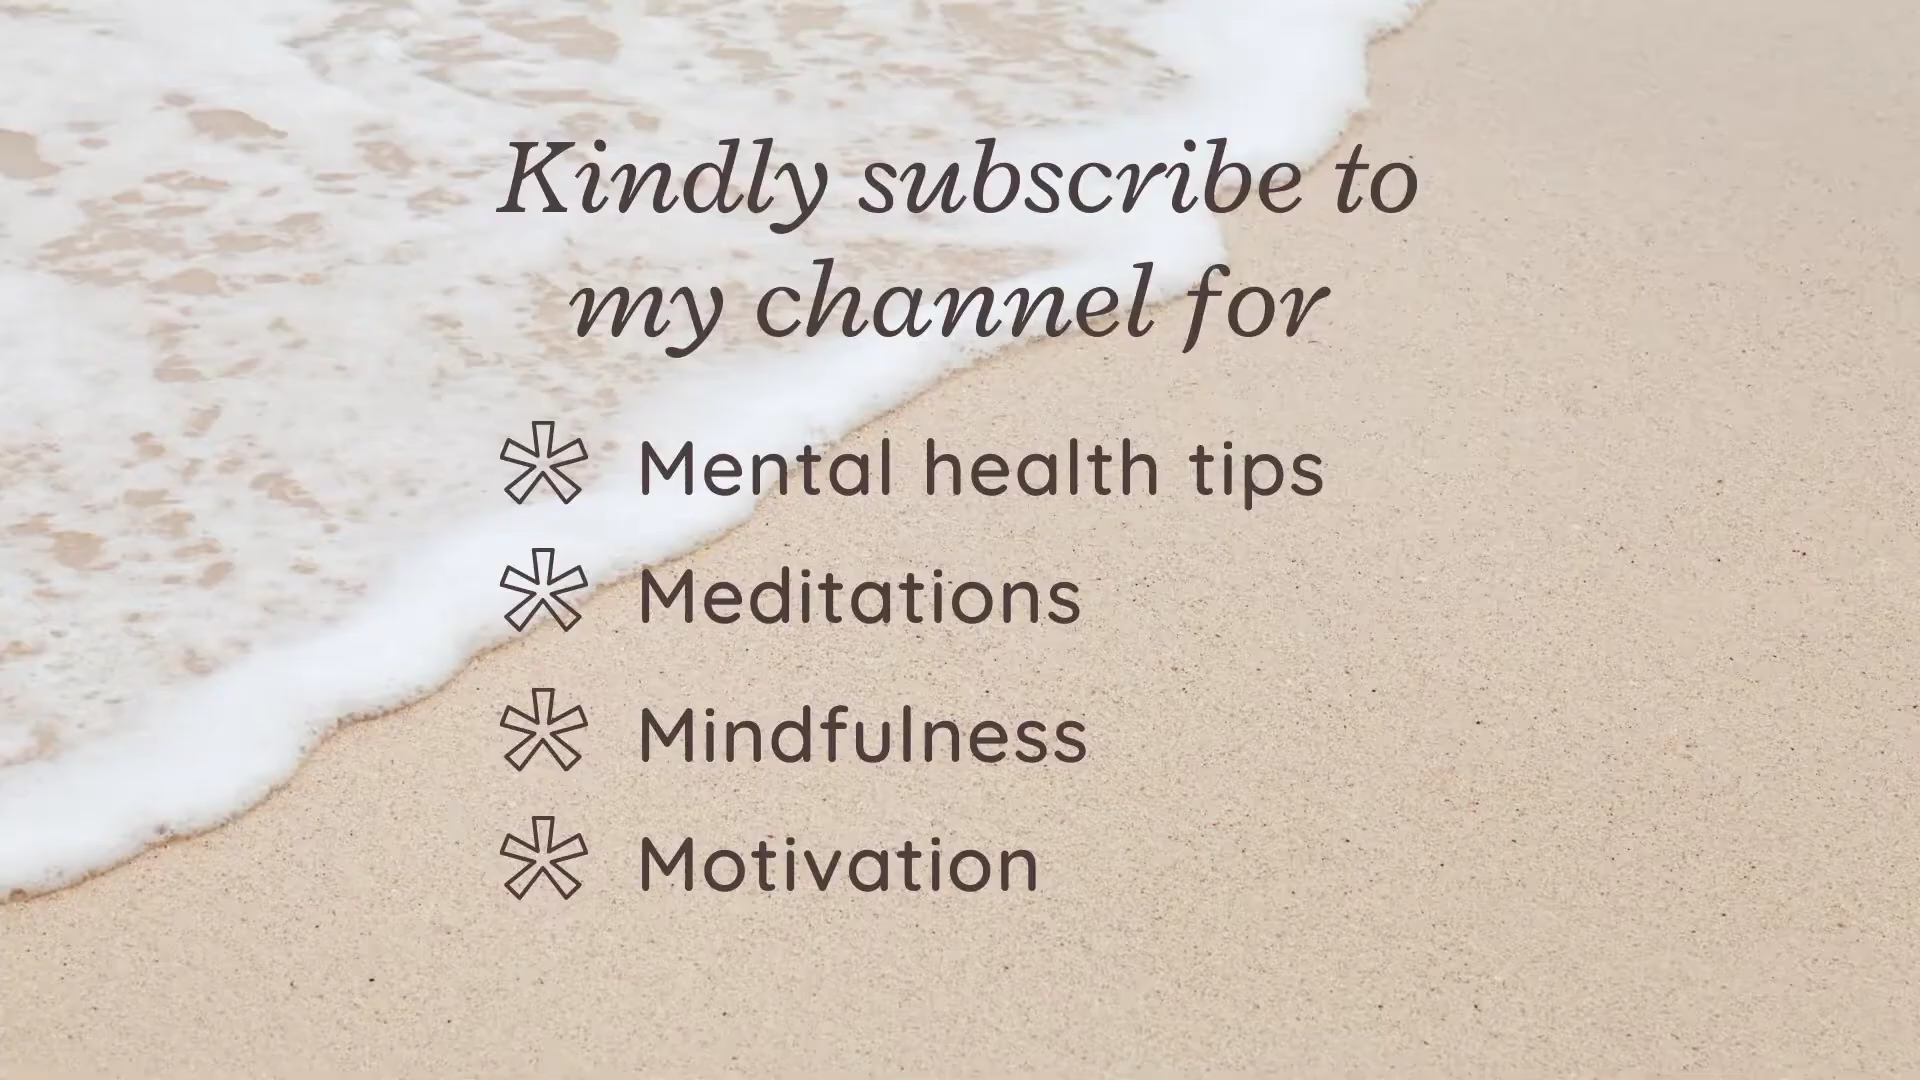 Kindly subscribe to
my channel for
Mental health tips
Meditations
Mindfulness
Motivation